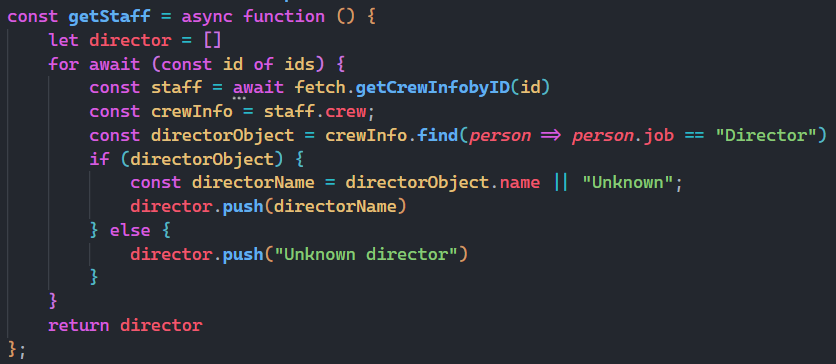 const getStaff = async function () {
    let director = []
    for await (const id of ids) {
        const staff = await fetch.getCrewInfobyID(id)
        const crewInfo = staff.crew;
        const directorObject = crewInfo.find(person => person.job == "Director")
        if (directorObject) {
            const directorName = directorObject.name || "Unknown";
            director.push(directorName)
        } else {
            director.push("Unknown director")
        }
    }
    return director
};